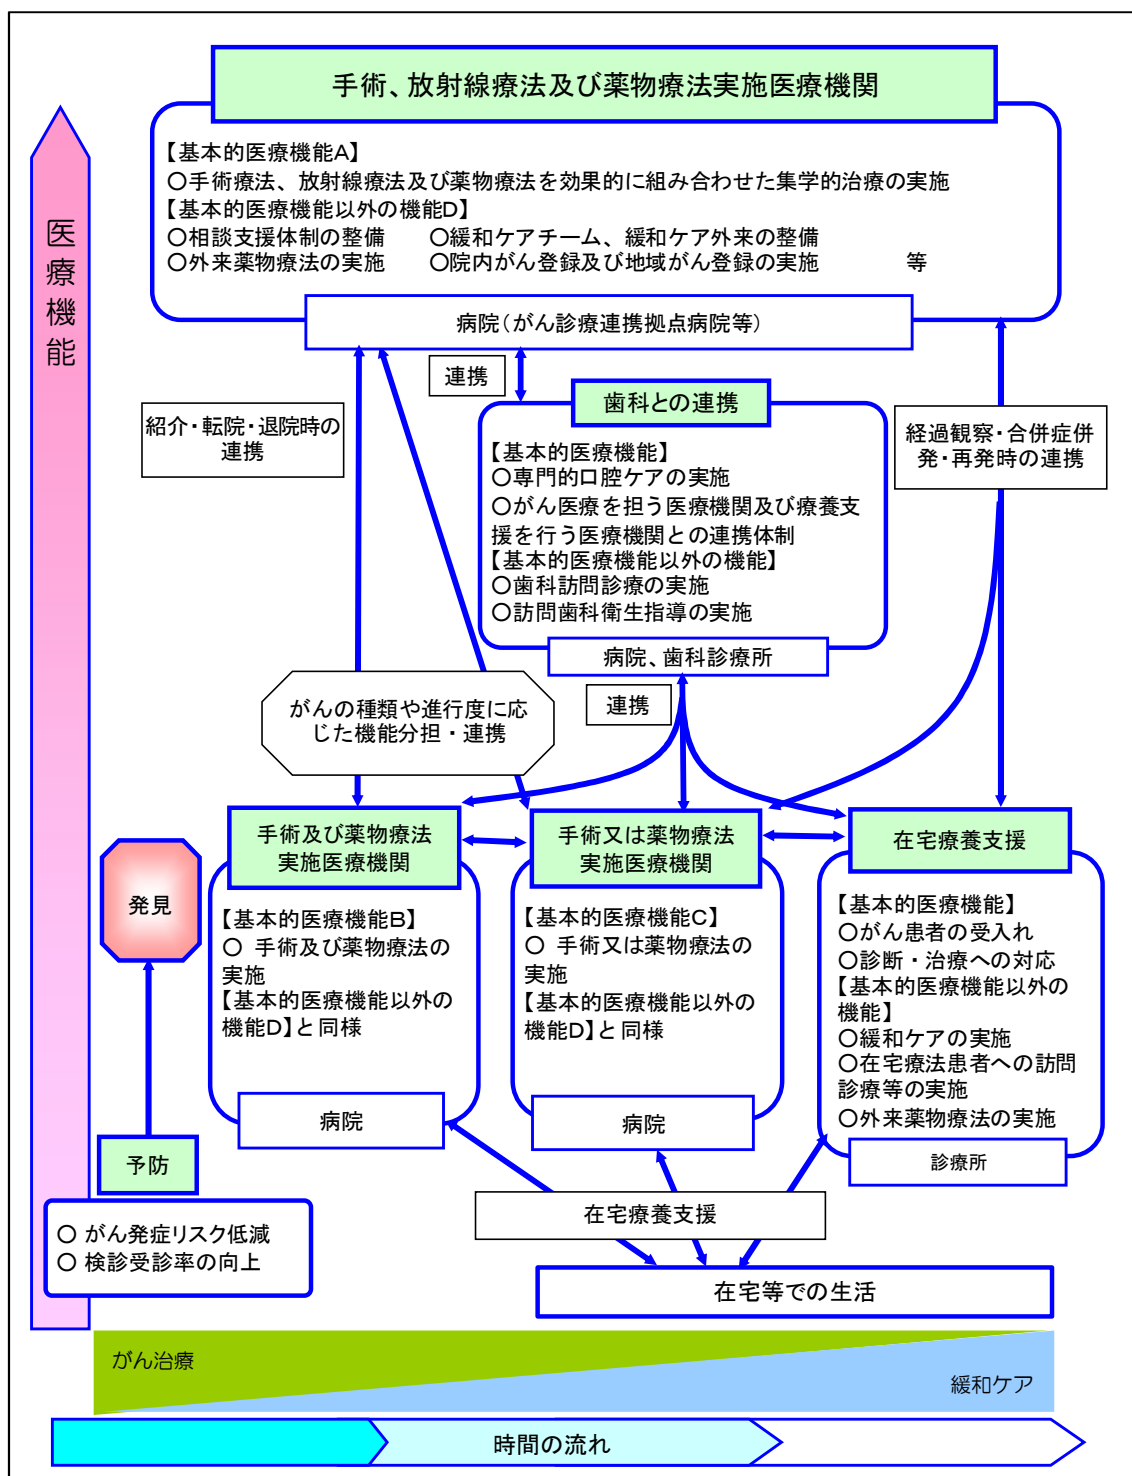 手術、放射線療法及び薬物療法実施医療機関
【基本的医療機能A】
○手術療法、放射線療法及び薬物療法を効果的に組み合わせた集学的治療の実施
【基本的医療機能以外の機能D】
○相談支援体制の整備　○緩和ケアチーム、緩和ケア外来の整備
○外来薬物療法の実施　○院内がん登録及び地域がん登録の実施　等
病院（がん診療連携拠点病院等）
医療機能
連携
紹介・転院・退院時の
連携
経過観察・合併症併
発・再発時の連携
歯科との連携
【基本的医療機能】
○専門的口腔ケアの実施
○がん医療を担う医療機関及び療養支
援を行う医療機関との連携体制
【基本的医療機能以外の機能】
○歯科訪問診療の実施
○訪問歯科衛生指導の実施
病院、歯科診療所
連携
がんの種類や進行度に応
じた機能分担・連携
手術及び薬物療法
実施医療機関
【基本的医療機能B】
○ 手術及び薬物療法の
実施
【基本的医療機能以外の
機能D】と同様
病院
手術又は薬物療法
実施医療機関
【基本的医療機能C】
○ 手術又は薬物療法の
実施
【基本的医療機能以外の
機能D】と同様
病院
在宅療養支援
【基本的医療機能】
○がん患者の受入れ
○診断・治療への対応
【基本的医療機能以外の
機能】
○緩和ケアの実施
○在宅療法患者への訪問
診療等の実施
○外来薬物療法の実施
診療所
発見
予防
○ がん発症リスク低減
○ 検診受診率の向上
在宅療養支援
在宅等での生活
がん治療
緩和ケア
時間の流れ